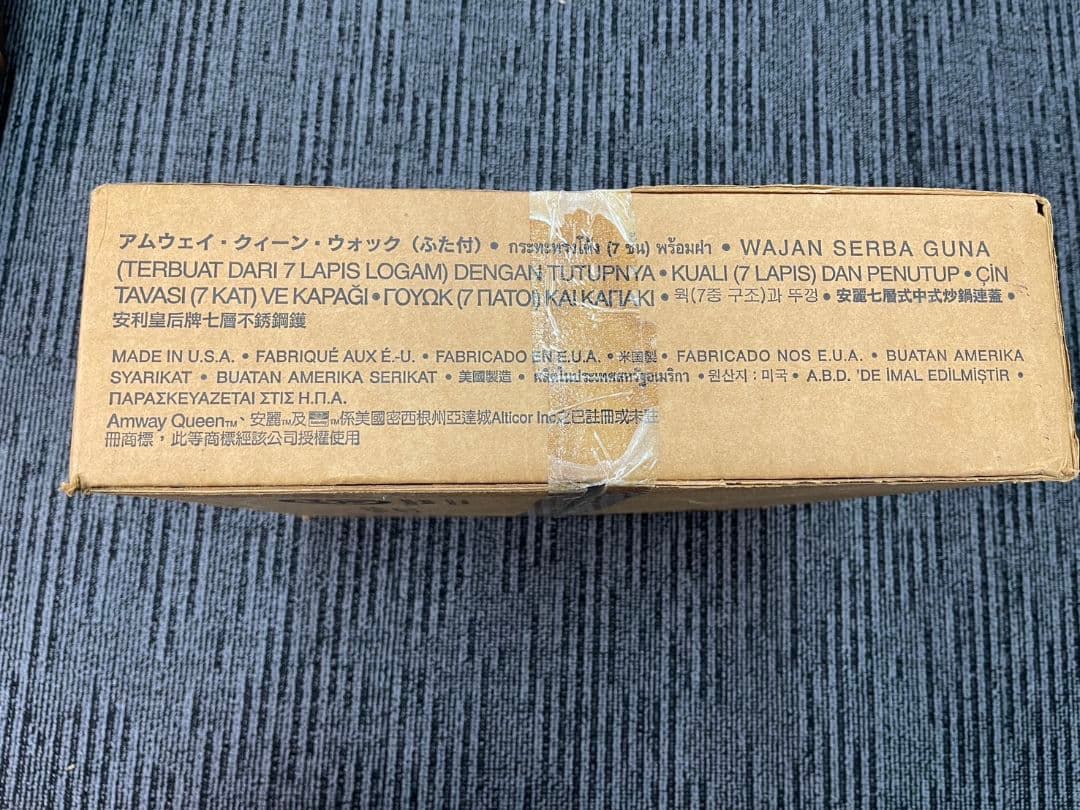 アムウェイ・クィーン・ウォック（ふた付）• กระทะทรงโค้ง (7 ชั้น) พร้อมฝา • WAJAN SERBA GUNA
(TERBUAT DARI 7 LAPIS LOGAM) DENGAN TUTUPNYA • KUALI (7 LAPIS) DAN PENUTUP • ÇİN
TAVASI (7 KAT) VE KAPAĞI • ΓΟΥΩΚ (7 ΠΑΤΟΙ) ΚΑΙ ΚΑΠΑΚΙ • 웍(7중 구조)과 뚜껑 • 安麗七層式中式炒鍋連蓋 •
安利皇后牌七層不銹鋼鑊
MADE IN U.S.A. • FABRIQUÉ AUX É.-U. • FABRICADO EN E.U.A. • 米国製 • FABRICADO NOS E.U.A. • BUATAN AMERIKA
SYARIKAT • BUATAN AMERIKA SERIKAT • 美國製造 • ผลิตในประเทศสหรัฐอเมริกา • 원산지 : 미국 • A.B.D. 'DE İMAL EDİLMİŞTİR •
ΠΑΡΑΣΚΕΥΑΖΕΤΑΙ ΣΤΙΣ Η.Π.Α.
Amway Queen™、安麗™及™係美國密西根州亞達城Alticor Inc.之已註冊或未註
冊商標，此等商標經該公司授權使用